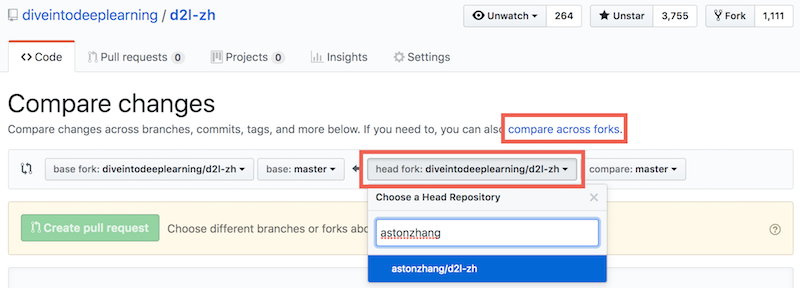 diveintodeeplearning / d2l-zh
Unwatch 264 Unstar 3,755 Fork 1,111
Code Pull requests 0 Projects 0 Insights Settings
Compare changes
Compare changes across branches, commits, tags, and more below. If you need to, you can also compare across forks.
base fork: diveintodeeplearning/d2l-zh base: master head fork: diveintodeeplearning/d2l-zh compare: master
Choose a Head Repository
Create pull request Choose different branches or forks abo
astonzhang
astonzhang/d2l-zh